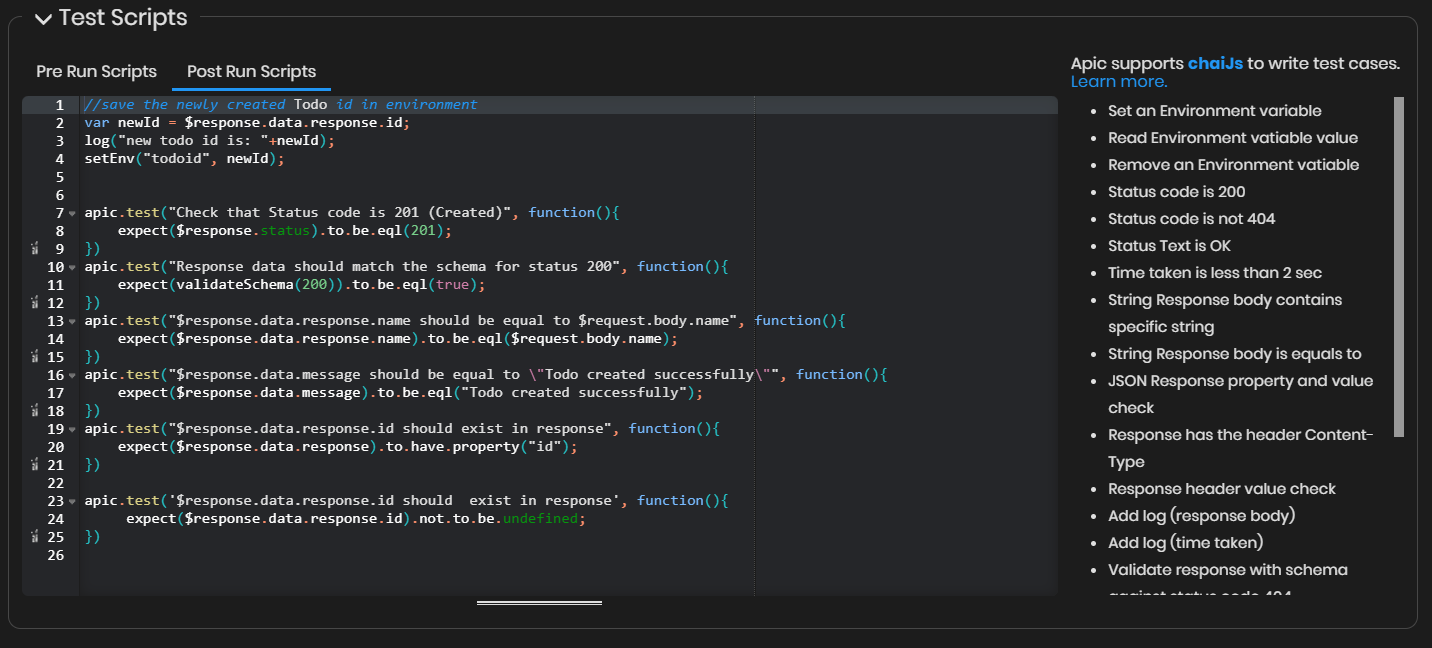 Test Scripts
Pre Run Scripts
Post Run Scripts
1 //save the newly created Todo id in environment
2 var newId = $response.data.response.id;
3 log("new todo id is: "+newId);
4 setEnv("todoid", newId);
5
6
7 apic.test("Check that Status code is 201 (Created)", function(){
8     expect($response.status).to.be.eql(201);
9 })
10 apic.test("Response data should match the schema for status 200", function(){
11     expect(validateSchema(200)).to.be.eql(true);
12 })
13 apic.test("$response.data.response.name should be equal to $request.body.name", function(){
14     expect($response.data.response.name).to.be.eql($request.body.name);
15 })
16 apic.test("$response.data.message should be equal to \"Todo created successfully\"", function(){
17     expect($response.data.message).to.be.eql("Todo created successfully");
18 })
19 apic.test("$response.data.response.id should exist in response", function(){
20     expect($response.data.response).to.have.property("id");
21 })
22
23 apic.test('$response.data.response.id should  exist in response', function(){
24      expect($response.data.response.id).not.to.be.undefined;
25 })
26
Apic supports chaiJs to write test cases.
Learn more.
Set an Environment variable
Read Environment vatiable value
Remove an Environment vatiable
Status code is 200
Status code is not 404
Status Text is OK
Time taken is less than 2 sec
String Response body contains
specific string
String Response body is equals to
JSON Response property and value
check
Response has the header Content-
Type
Response header value check
Add log (response body)
Add log (time taken)
Validate response with schema
against status code 404